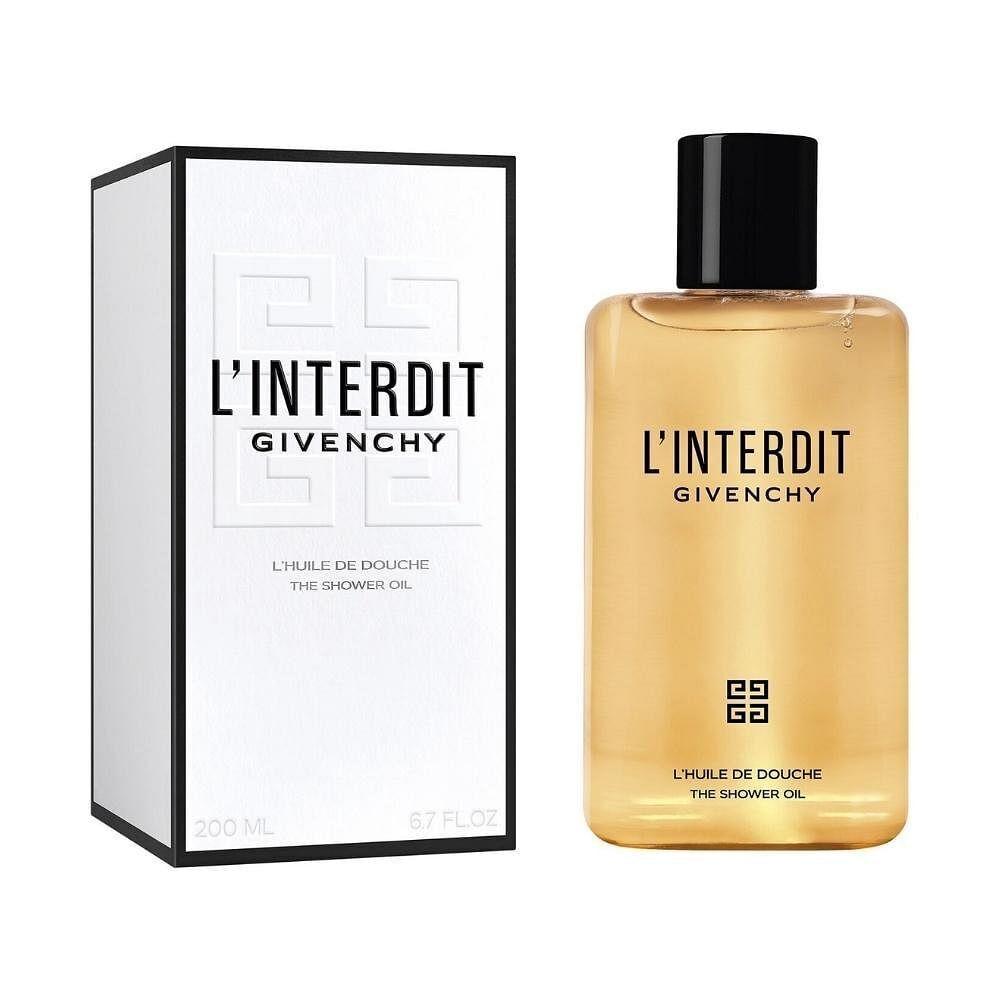 L'INTERDIT
GIVENCHY
L'HUILE DE DOUCHE
THE SHOWER OIL
200 ML
6.7 FL.OZ
L'INTERDIT
GIVENCHY
L'HUILE DE DOUCHE
THE SHOWER OIL